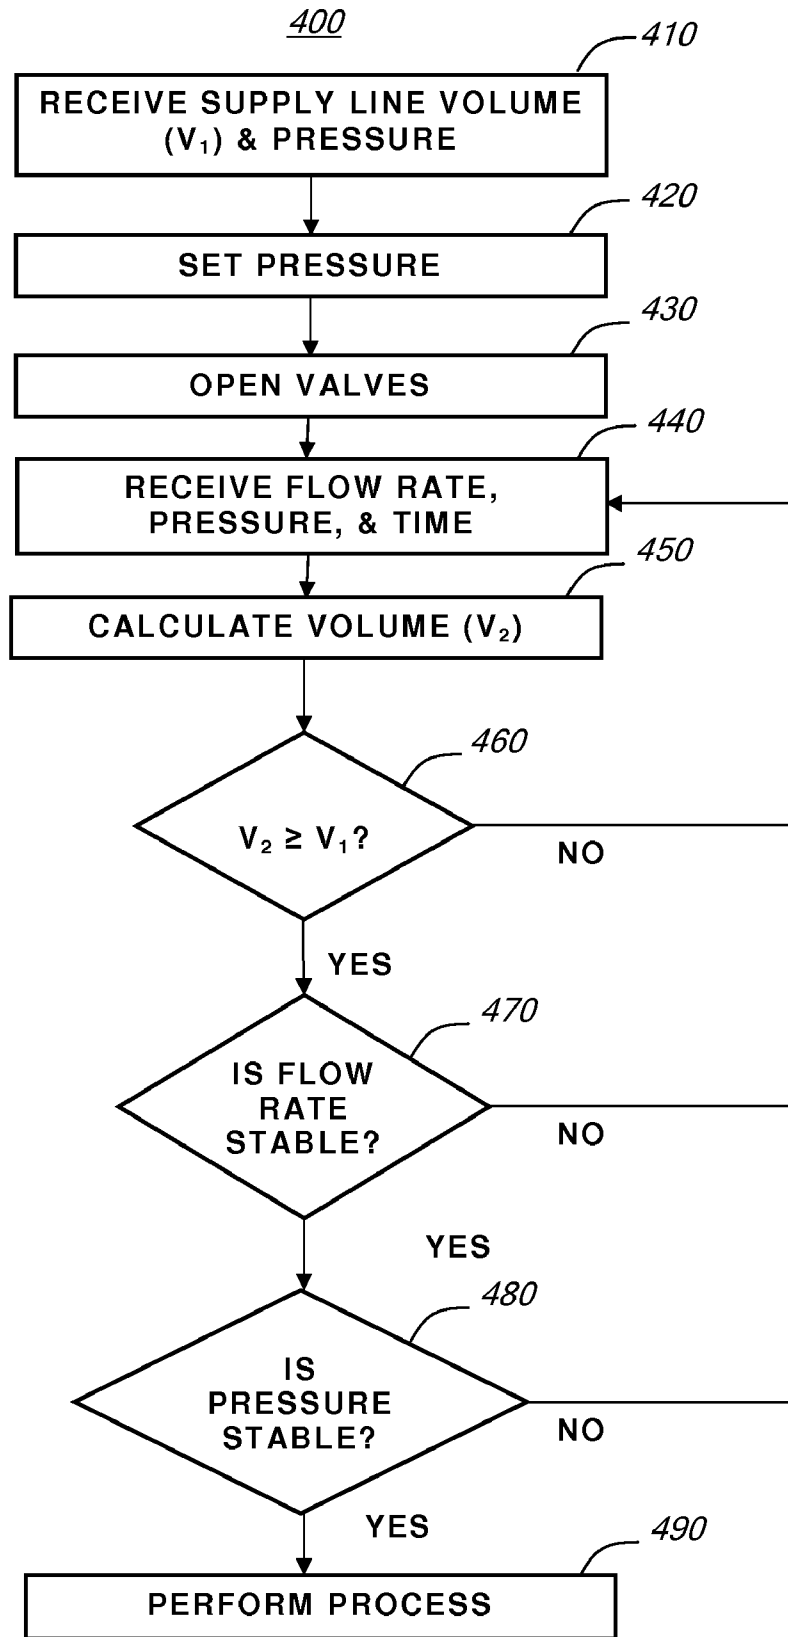 400
410
RECEIVE SUPPLY LINE VOLUME
(V₁) & PRESSURE
420
SET PRESSURE
430
OPEN VALVES
440
RECEIVE FLOW RATE,
PRESSURE, & TIME
450
CALCULATE VOLUME (V₂)
460
V₂ ≥ V₁?
NO
YES
470
IS FLOW
RATE
STABLE?
NO
YES
480
IS
PRESSURE
STABLE?
NO
YES
490
PERFORM PROCESS